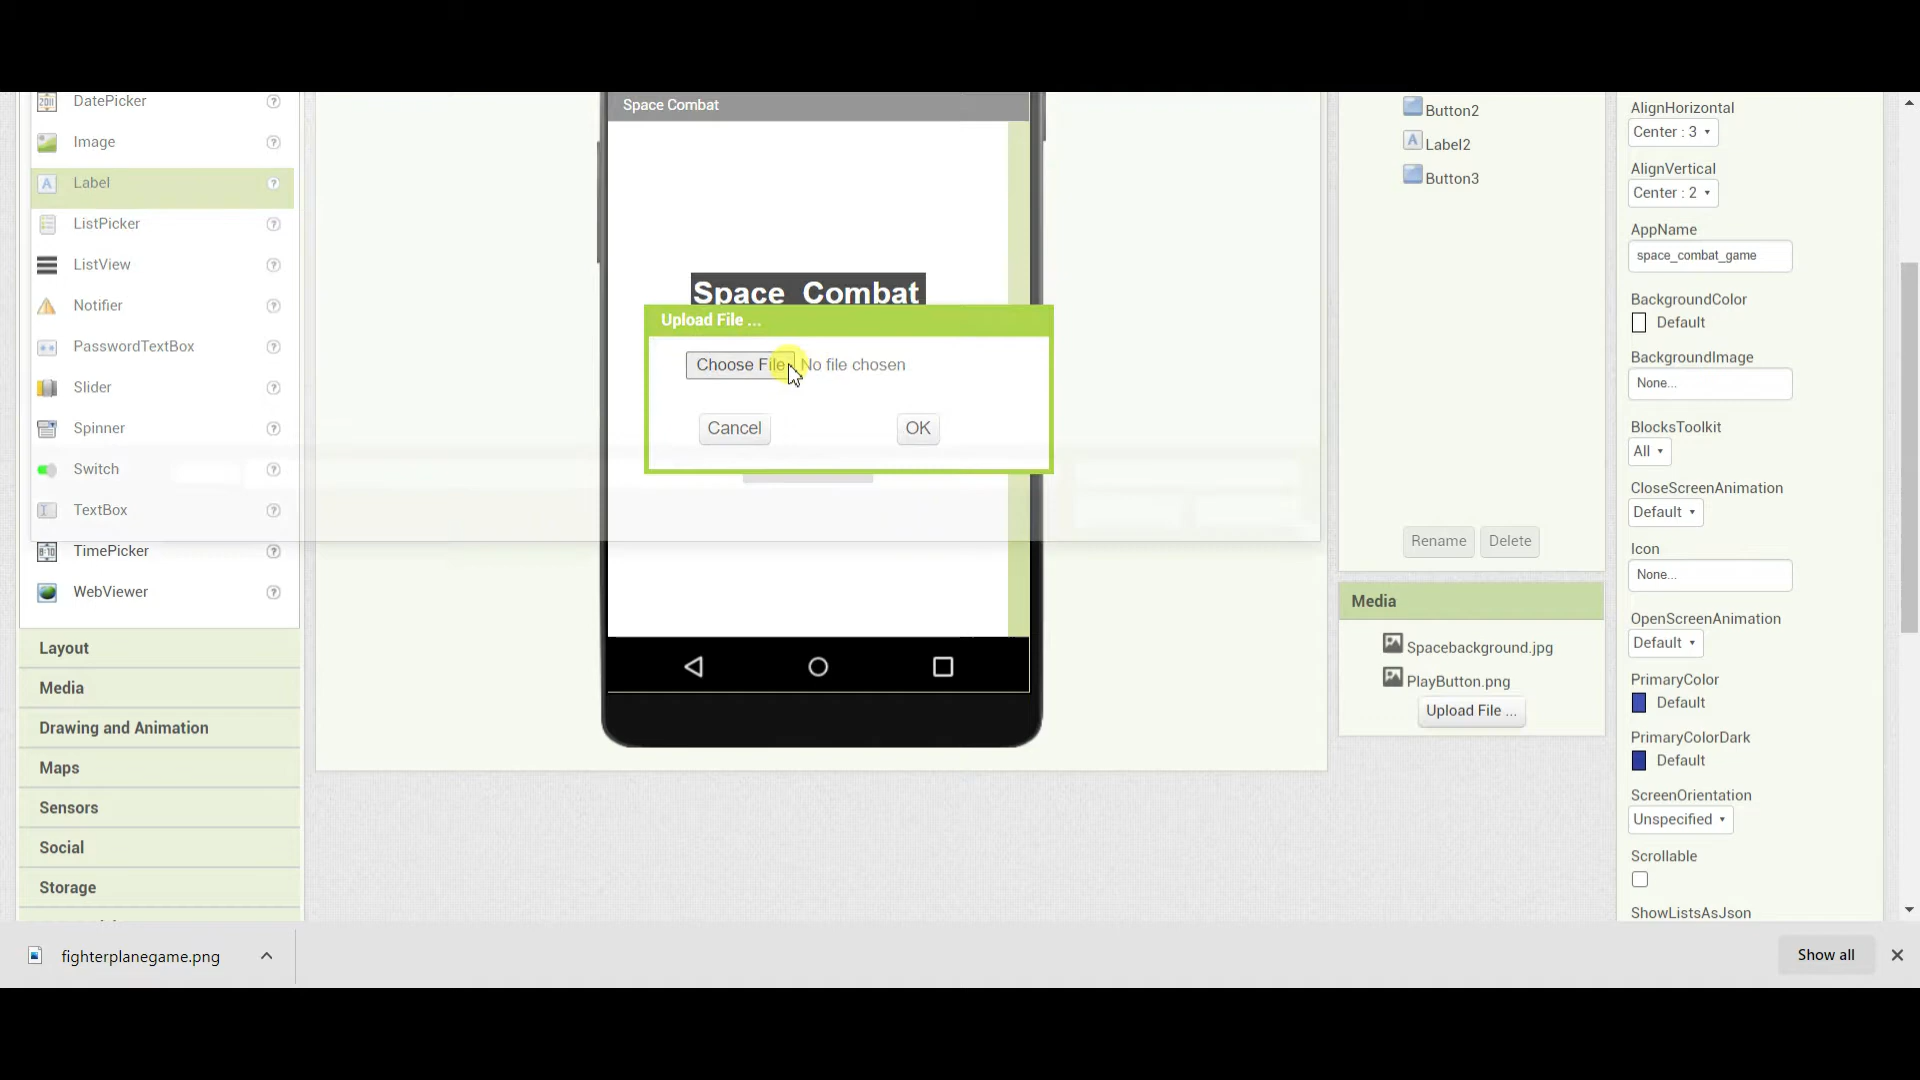 DatePicker ?
Image ?
Label ?
ListPicker ?
ListView ?
Notifier ?
PasswordTextBox ?
Slider ?
Spinner ?
Switch ?
TextBox ?
TimePicker ?
WebViewer ?
Layout
Media
Drawing and Animation
Maps
Sensors
Social
Storage
Space Combat
Space Combat
Upload File ...
Choose File No file chosen
Cancel OK
Button2
Label2
Button3
Rename Delete
Media
Spacebackground.jpg
PlayButton.png
Upload File ...
AlignHorizontal
Center : 3
AlignVertical
Center : 2
AppName
space_combat_game
BackgroundColor
Default
BackgroundImage
None...
BlocksToolkit
All
CloseScreenAnimation
Default
Icon
None...
OpenScreenAnimation
Default
PrimaryColor
Default
PrimaryColorDark
Default
ScreenOrientation
Unspecified
Scrollable
ShowListsAsJson
fighterplanegame.png
Show all